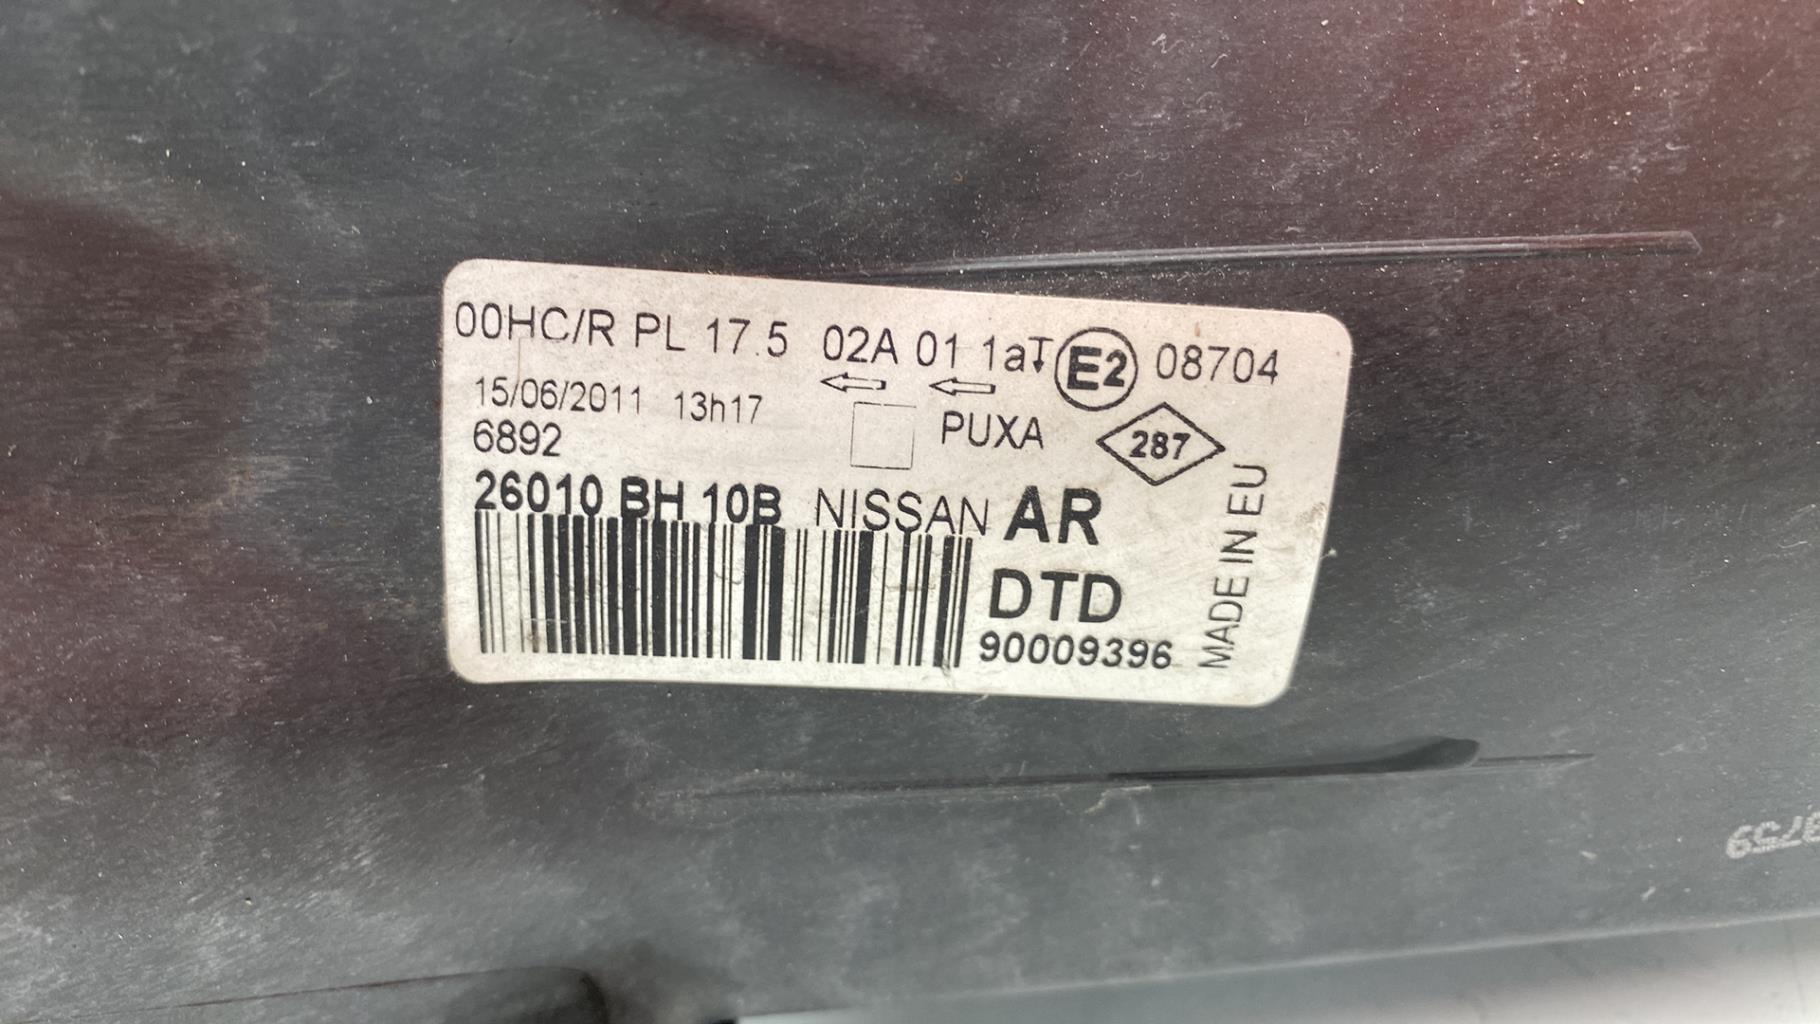 00HC/R PL 17.5 02A 01 1aT E2 08704
15/06/2011 13h17
6892
PUXA
287
26010 BH 10B NISSAN AR
DTD
90009396
MADE IN EU